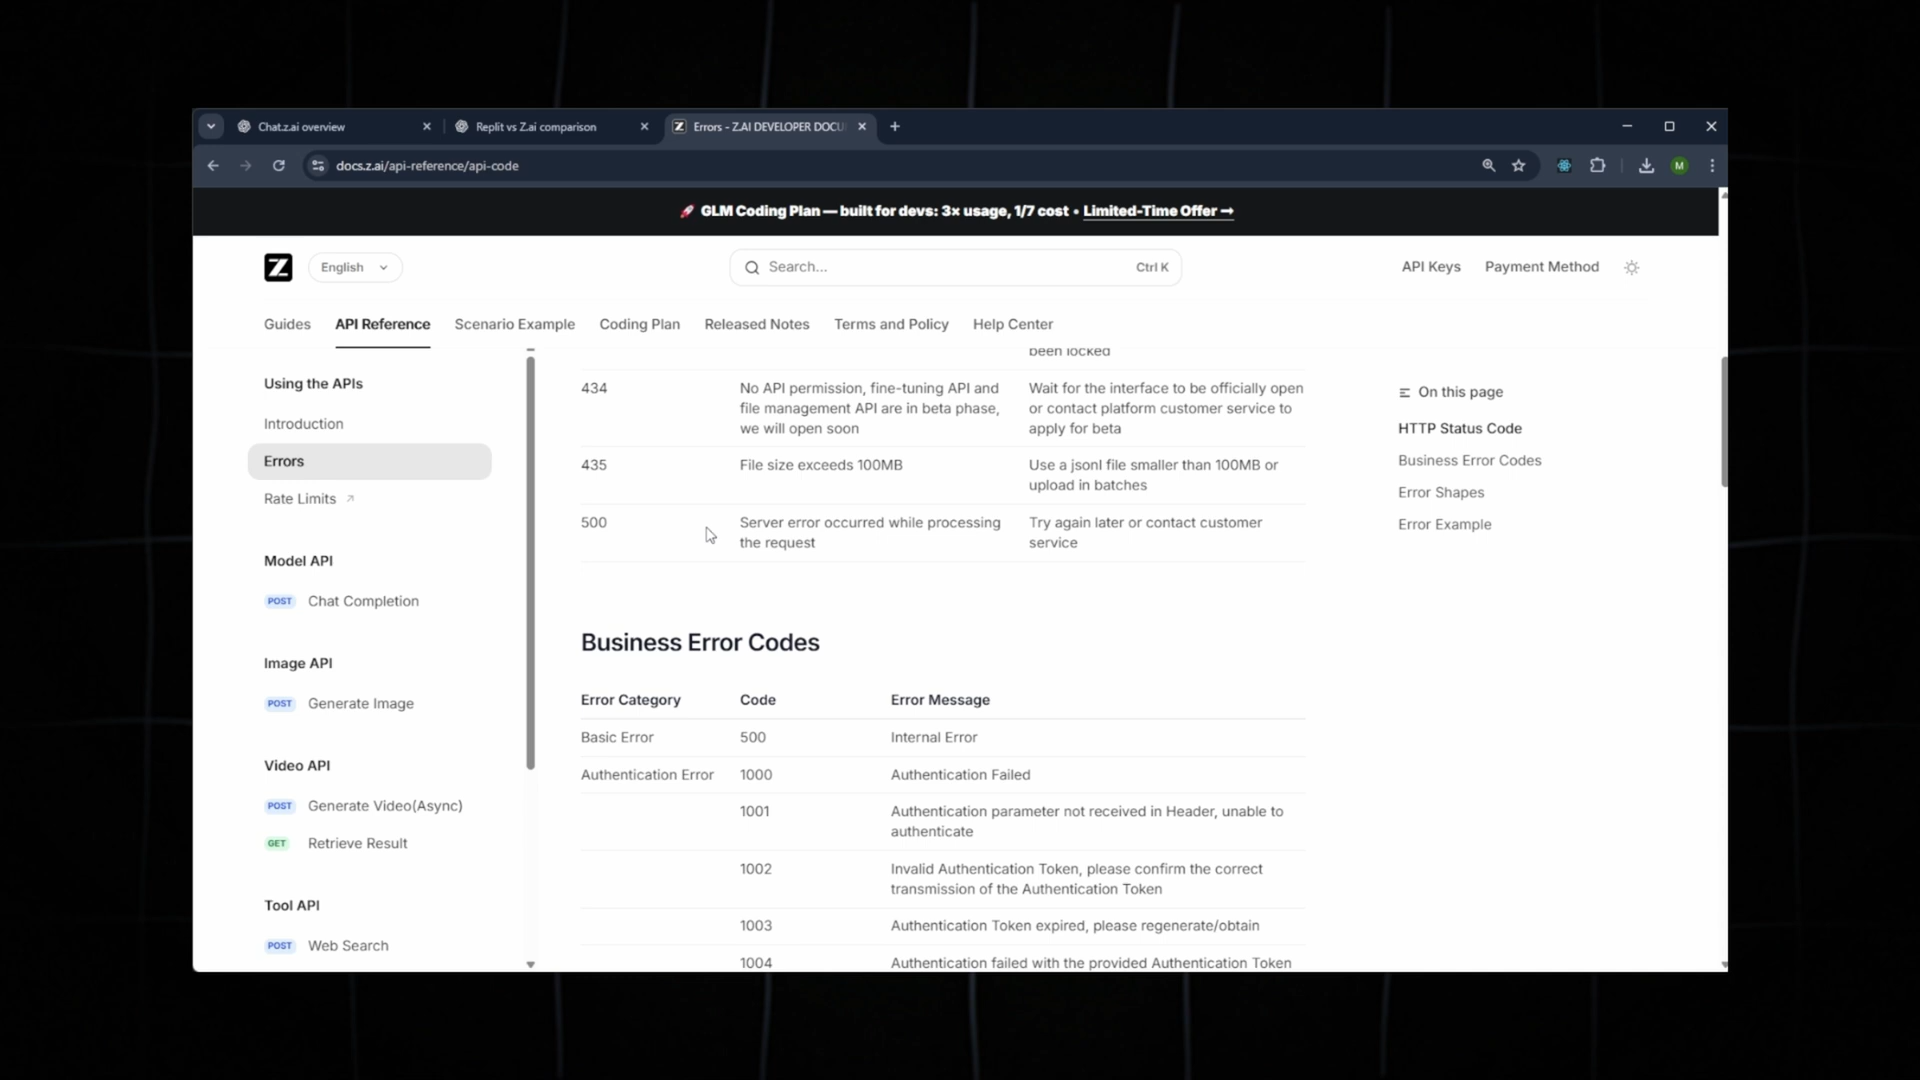 Chat.z.ai overview
Replit vs Z.ai comparison
Errors - Z.AI DEVELOPER DOCU
docs.z.ai/api-reference/api-code
M
🚀 GLM Coding Plan — built for devs: 3× usage, 1/7 cost • Limited-Time Offer →
Z
English
Search...
Ctrl K
API Keys
Payment Method
Guides
API Reference
Scenario Example
Coding Plan
Released Notes
Terms and Policy
Help Center
Using the APIs
Introduction
Errors
Rate Limits ↗
Model API
POST Chat Completion
Image API
POST Generate Image
Video API
POST Generate Video(Async)
GET Retrieve Result
Tool API
POST Web Search
been locked
434
No API permission, fine-tuning API and
file management API are in beta phase,
we will open soon
Wait for the interface to be officially open
or contact platform customer service to
apply for beta
435
File size exceeds 100MB
Use a jsonl file smaller than 100MB or
upload in batches
500
Server error occurred while processing
the request
Try again later or contact customer
service
Business Error Codes
Error Category
Code
Error Message
Basic Error
500
Internal Error
Authentication Error
1000
Authentication Failed
1001
Authentication parameter not received in Header, unable to
authenticate
1002
Invalid Authentication Token, please confirm the correct
transmission of the Authentication Token
1003
Authentication Token expired, please regenerate/obtain
1004
Authentication failed with the provided Authentication Token
On this page
HTTP Status Code
Business Error Codes
Error Shapes
Error Example